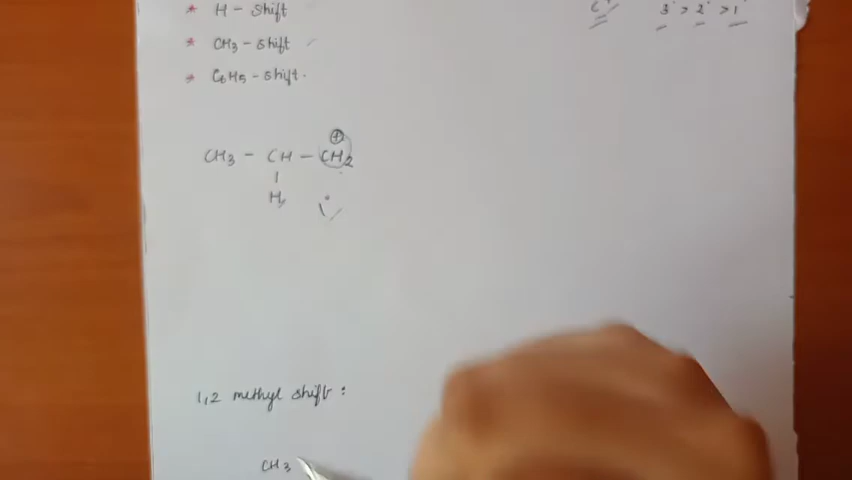 * H - Shift
C⁺ 3° > 2° > 1°
* CH3 - Shift
* C6H5 - Shift.
⊕
CH3 - CH - CH2
|
H
1°
1,2 methyl shift :
CH3